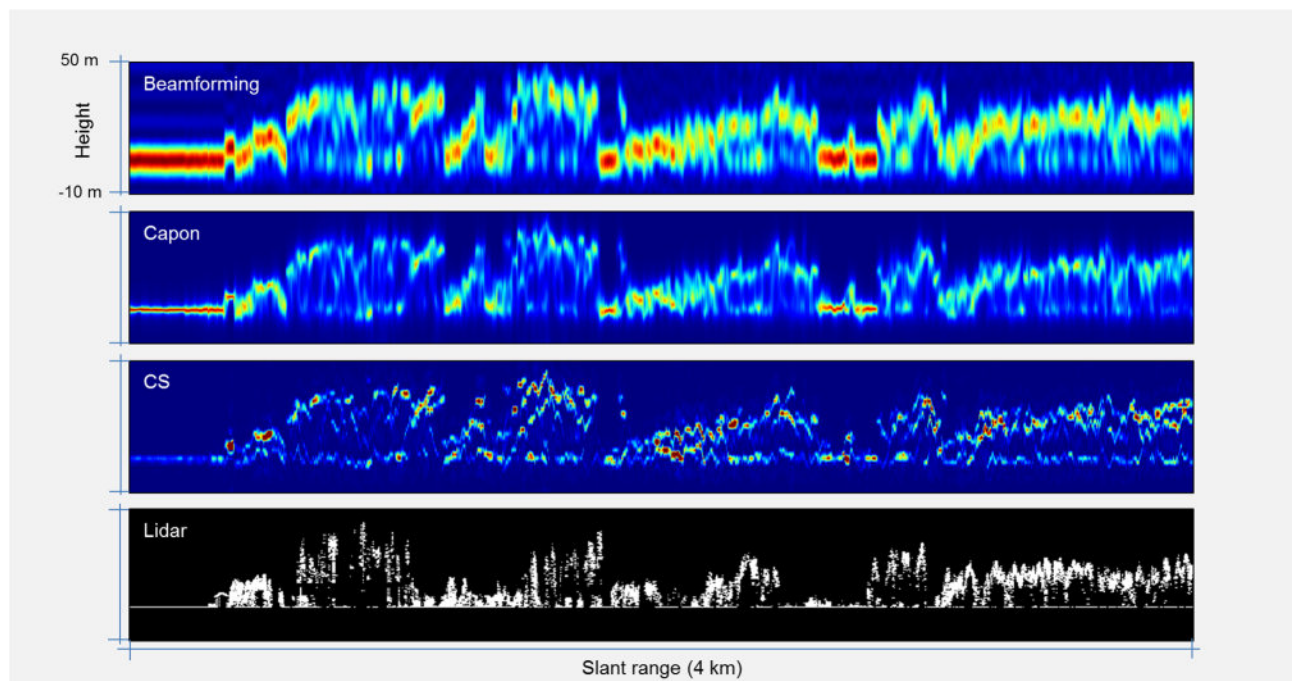 50 m
Beamforming
Height
-10 m
Capon
CS
Lidar
Slant range (4 km)